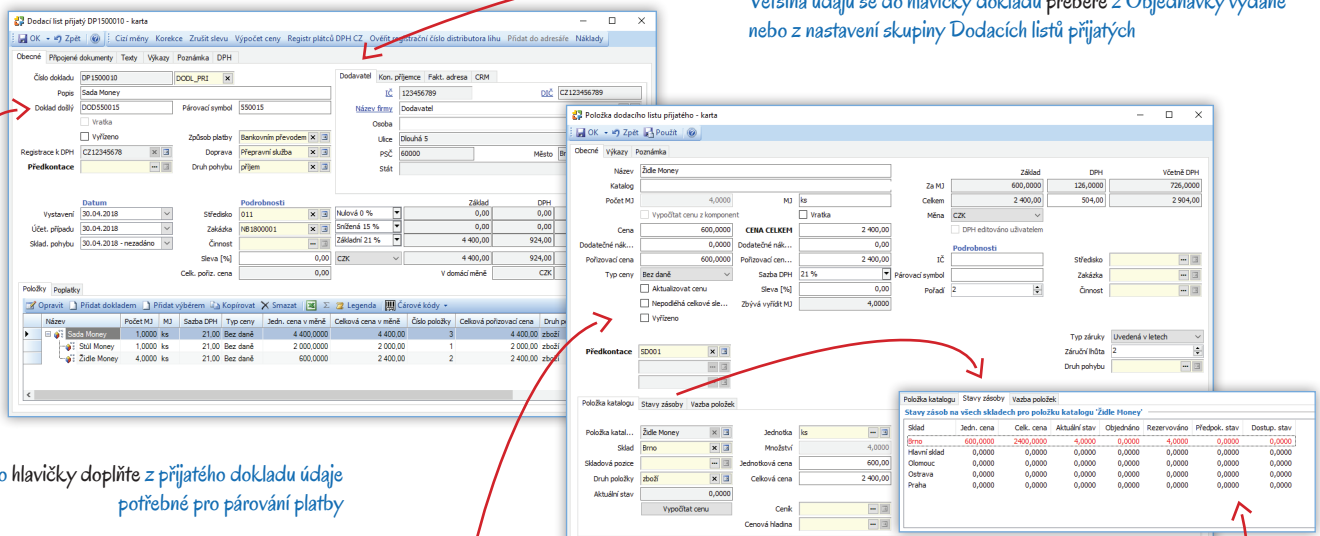 Většina údajů se do hlavičky dokladu přebere z Objednávky vydané
nebo z nastavení skupiny Dodacích listů přijatých
Dodací list přijatý DP1500010 - karta
OK Zpět Cizí měny Korekce Zrušit slevu Výpočet ceny Registr plátců DPH CZ Ověřit registrační číslo distributora lihu Přidat do adresáře Náklady
Obecné Připojené dokumenty Texty Výkazy Poznámka DPH
Číslo dokladu DP1500010 DODL_PRI
Popis Sada Money
Doklad došlý DOD550015 Párovací symbol 550015
Vratka
Vyřízeno Způsob platby Bankovním převodem
Registrace k DPH CZ12345678 Doprava Přepravní služba
Předkontace Druh pohybu příjem
Dodavatel Kon. příjemce Fakt. adresa CRM
IČ 123456789 DIČ CZ123456789
Název firmy Dodavatel
Osoba
Ulice Dlouhá 5
PSČ 60000 Město
Stát
Datum Podrobnosti Základ DPH
Vystavení 30.04.2018 Středisko 011 Nulová 0 % 0,00 0,00
Účet. případu 30.04.2018 Zakázka NB1800001 Snížená 15 % 0,00 0,00
Sklad. pohybu 30.04.2018 - nezadáno Činnost Základní 21 % 4 400,00 924,00
Sleva [%] 0,00 CZK 4 400,00 924,00
Celk. poříz. cena 0,00 V domácí měně CZK
Položky Poplatky
Opravit Přidat dokladem Přidat výběrem Kopírovat Smazat Σ Legenda Čárové kódy
Název Počet MJ MJ Sazba DPH Typ ceny Jedn. cena v měně Celková cena v měně Číslo položky Celková pořizovací cena Druh
Sada Money 1,0000 ks 21,00 Bez daně 4 400,0000 4 400,00 3 4 400,00 zboží
Stůl Money 1,0000 ks 21,00 Bez daně 2 000,0000 2 000,00 1 2 000,00 zboží
Židle Money 4,0000 ks 21,00 Bez daně 600,0000 2 400,00 2 2 400,00 zboží
o hlavičky doplňte z přijatého dokladu údaje
potřebné pro párování platby
Položka dodacího listu přijatého - karta
OK Zpět Použít
Obecné Výkazy Poznámka
Název Židle Money
Katalog
Počet MJ 4,0000 MJ ks
Vypočítat cenu z komponent Vratka
Cena 600,0000 CENA CELKEM 2 400,00
Dodatečné nák... 0,0000 Dodatečné nák... 0,00
Pořizovací cena 600,0000 Pořizovací cen... 2 400,00
Typ ceny Bez daně Sazba DPH 21 %
Aktualizovat cenu Sleva [%] 0,00
Nepodléhá celkové sle... Zbývá vyřídit MJ 4,0000
Vyřízeno
Základ DPH Včetně DPH
Za MJ 600,0000 126,0000 726,0000
Celkem 2 400,00 504,00 2 904,00
Měna CZK
DPH editováno uživatelem
Podrobnosti
IČ Středisko
Párovací symbol Zakázka
Pořadí 2 Činnost
Typ záruky Uvedená v letech
Záruční lhůta 2
Druh pohybu
Předkontace SD001
Položka katalogu Stavy zásoby Vazba položek
Položka katal... Židle Money Jednotka ks
Sklad Brno Množství 4,0000
Skladová pozice Jednotková cena 600,00
Druh položky zboží Celková cena 2 400,00
Aktuální stav 0,0000
Vypočítat cenu Ceník
Cenová hladina
Položka katalogu Stavy zásoby Vazba položek
Stavy zásob na všech skladech pro položku katalogu 'Židle Money'
Sklad Jedn. cena Celk. cena Aktuální stav Objednáno Rezervováno Předpok. stav Dostup. stav
Brno 600,0000 2400,0000 4,0000 0,0000 4,0000 0,0000 0,0000
Hlavní sklad 0,0000 0,0000 0,0000 0,0000 0,0000 0,0000 0,0000
Olomouc 0,0000 0,0000 0,0000 0,0000 0,0000 0,0000 0,0000
Ostrava 0,0000 0,0000 0,0000 0,0000 0,0000 0,0000 0,0000
Praha 0,0000 0,0000 0,0000 0,0000 0,0000 0,0000 0,0000